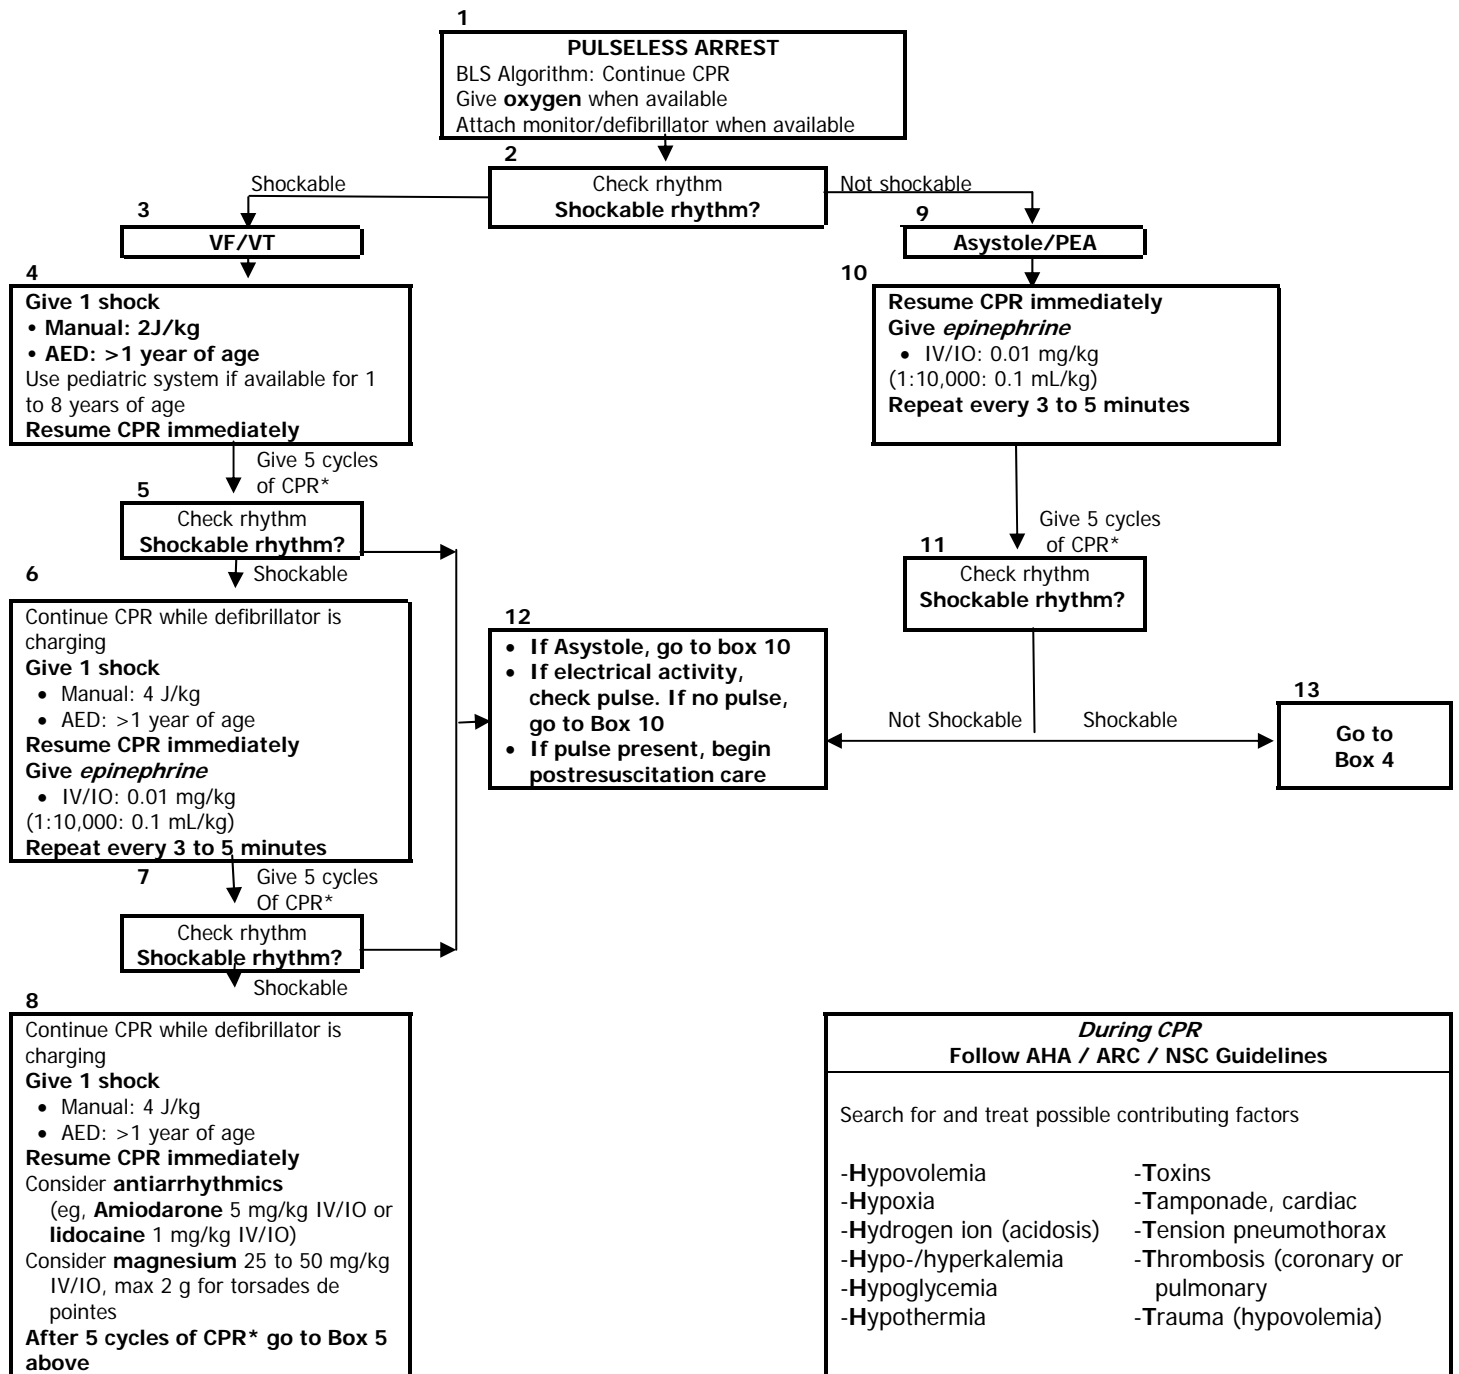 1
PULSELESS ARREST
BLS Algorithm: Continue CPR
Give oxygen when available
Attach monitor/defibrillator when available
2
Check rhythm
Shockable rhythm?
Shockable
Not shockable
3
VF/VT
4
Give 1 shock
• Manual: 2J/kg
• AED: >1 year of age
Use pediatric system if available for 1
to 8 years of age
Resume CPR immediately
Give 5 cycles
of CPR*
5
Check rhythm
Shockable rhythm?
Shockable
6
Continue CPR while defibrillator is
charging
Give 1 shock
• Manual: 4 J/kg
• AED: >1 year of age
Resume CPR immediately
Give epinephrine
• IV/IO: 0.01 mg/kg
(1:10,000: 0.1 mL/kg)
Repeat every 3 to 5 minutes
Give 5 cycles
Of CPR*
7
Check rhythm
Shockable rhythm?
Shockable
8
Continue CPR while defibrillator is
charging
Give 1 shock
• Manual: 4 J/kg
• AED: >1 year of age
Resume CPR immediately
Consider antiarrhythmics
(eg, Amiodarone 5 mg/kg IV/IO or
lidocaine 1 mg/kg IV/IO)
Consider magnesium 25 to 50 mg/kg
IV/IO, max 2 g for torsades de
pointes
After 5 cycles of CPR* go to Box 5
above
9
Asystole/PEA
10
Resume CPR immediately
Give epinephrine
• IV/IO: 0.01 mg/kg
(1:10,000: 0.1 mL/kg)
Repeat every 3 to 5 minutes
Give 5 cycles
of CPR*
11
Check rhythm
Shockable rhythm?
Not Shockable
Shockable
12
• If Asystole, go to box 10
• If electrical activity,
check pulse. If no pulse,
go to Box 10
• If pulse present, begin
postresuscitation care
13
Go to
Box 4
During CPR
Follow AHA / ARC / NSC Guidelines
Search for and treat possible contributing factors
-Hypovolemia
-Hypoxia
-Hydrogen ion (acidosis)
-Hypo-/hyperkalemia
-Hypoglycemia
-Hypothermia
-Toxins
-Tamponade, cardiac
-Tension pneumothorax
-Thrombosis (coronary or
pulmonary
-Trauma (hypovolemia)